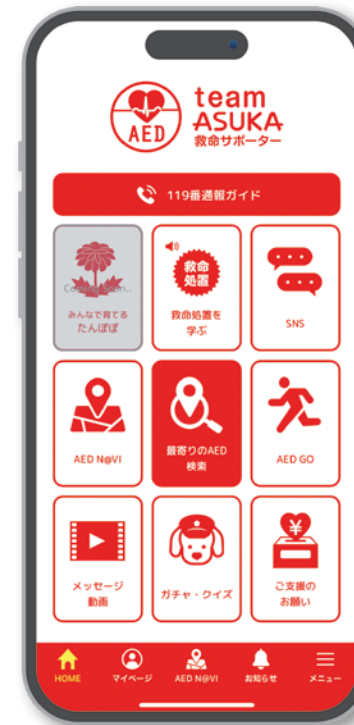 AED
team
ASUKA
救命サポーター
119番通報ガイド
Coming Soon..
みんなで育てる
たんぽぽ
救命
処置
救命処置を
学ぶ
SNS
AED N@VI
最寄りのAED
検索
AED GO
メッセージ
動画
ガチャ・クイズ
¥
ご支援の
お願い
HOME
マイページ
AED N@VI
お知らせ
メニュー